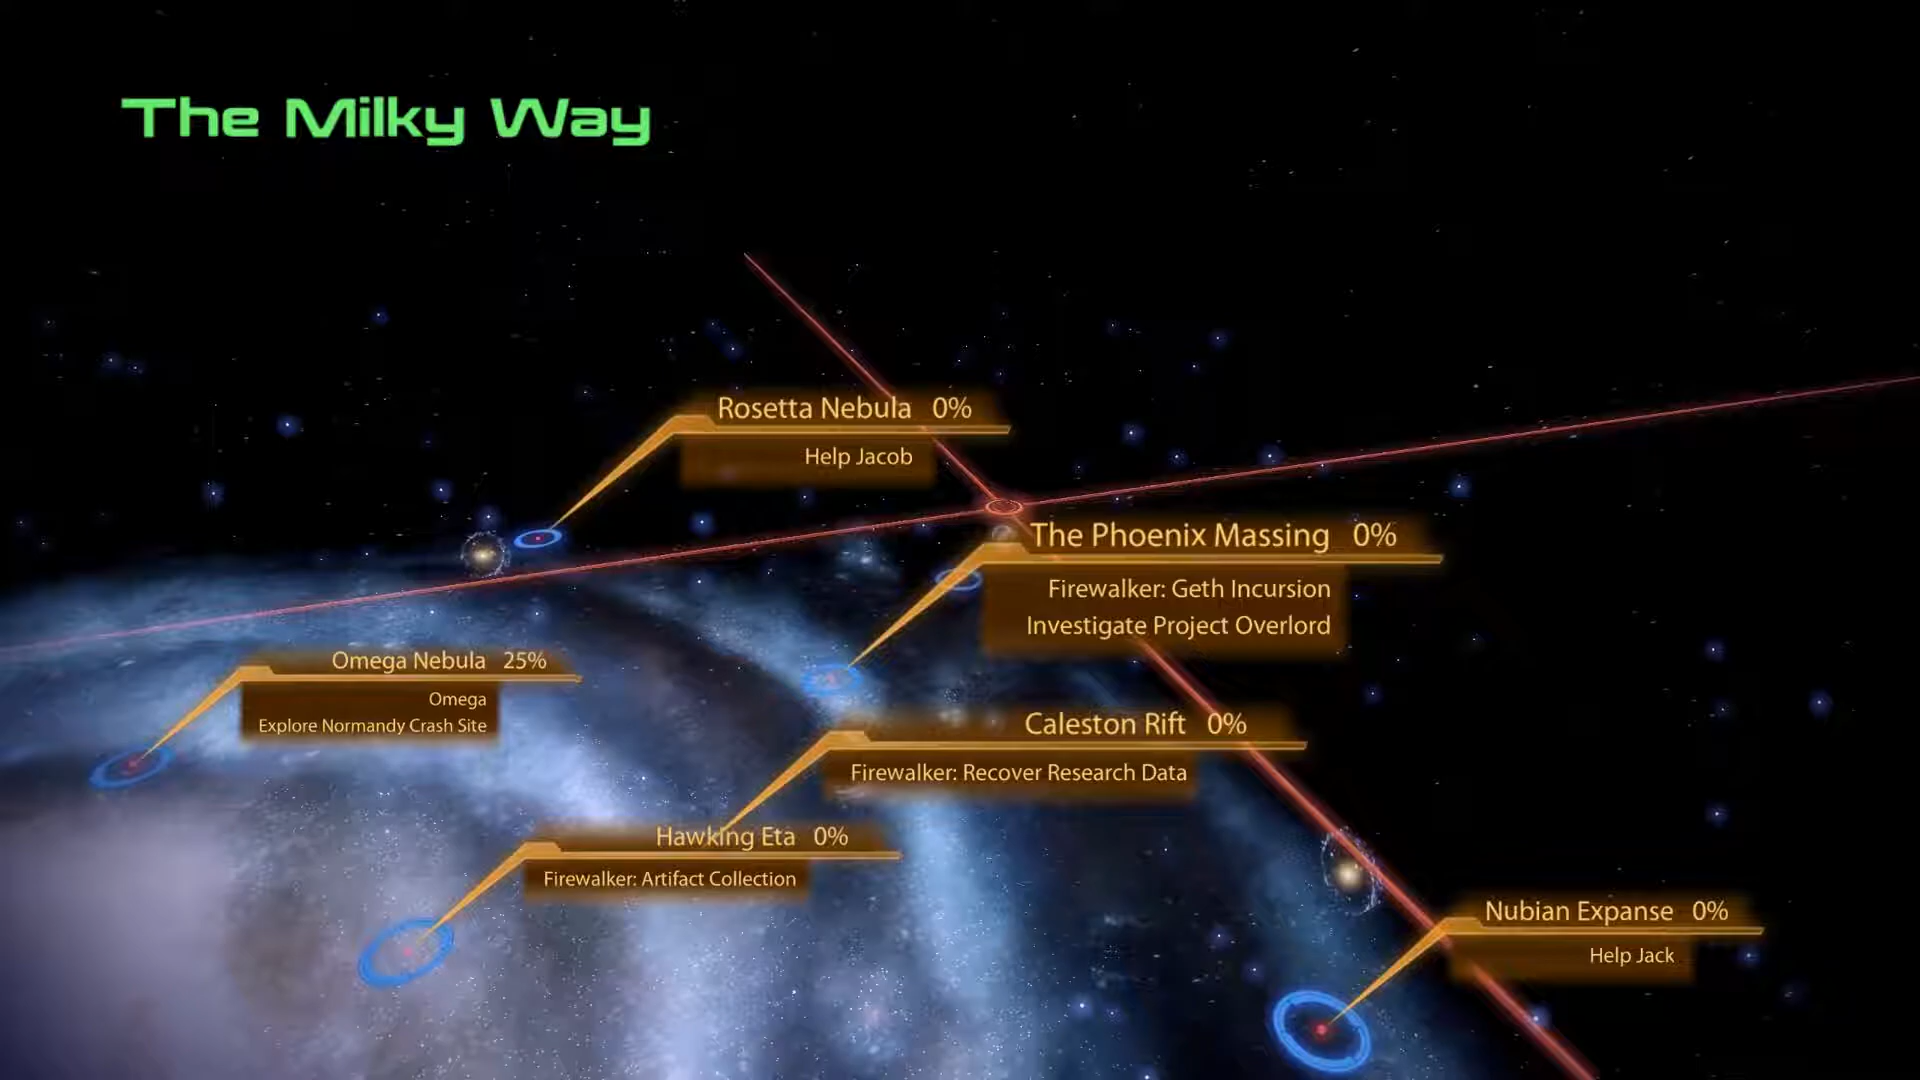 The Milky Way
Rosetta Nebula 0%
Help Jacob
The Phoenix Massing 0%
Firewalker: Geth Incursion
Investigate Project Overlord
Omega Nebula 25%
Omega
Explore Normandy Crash Site
Caleston Rift 0%
Firewalker: Recover Research Data
Hawking Eta 0%
Firewalker: Artifact Collection
Nubian Expanse 0%
Help Jack